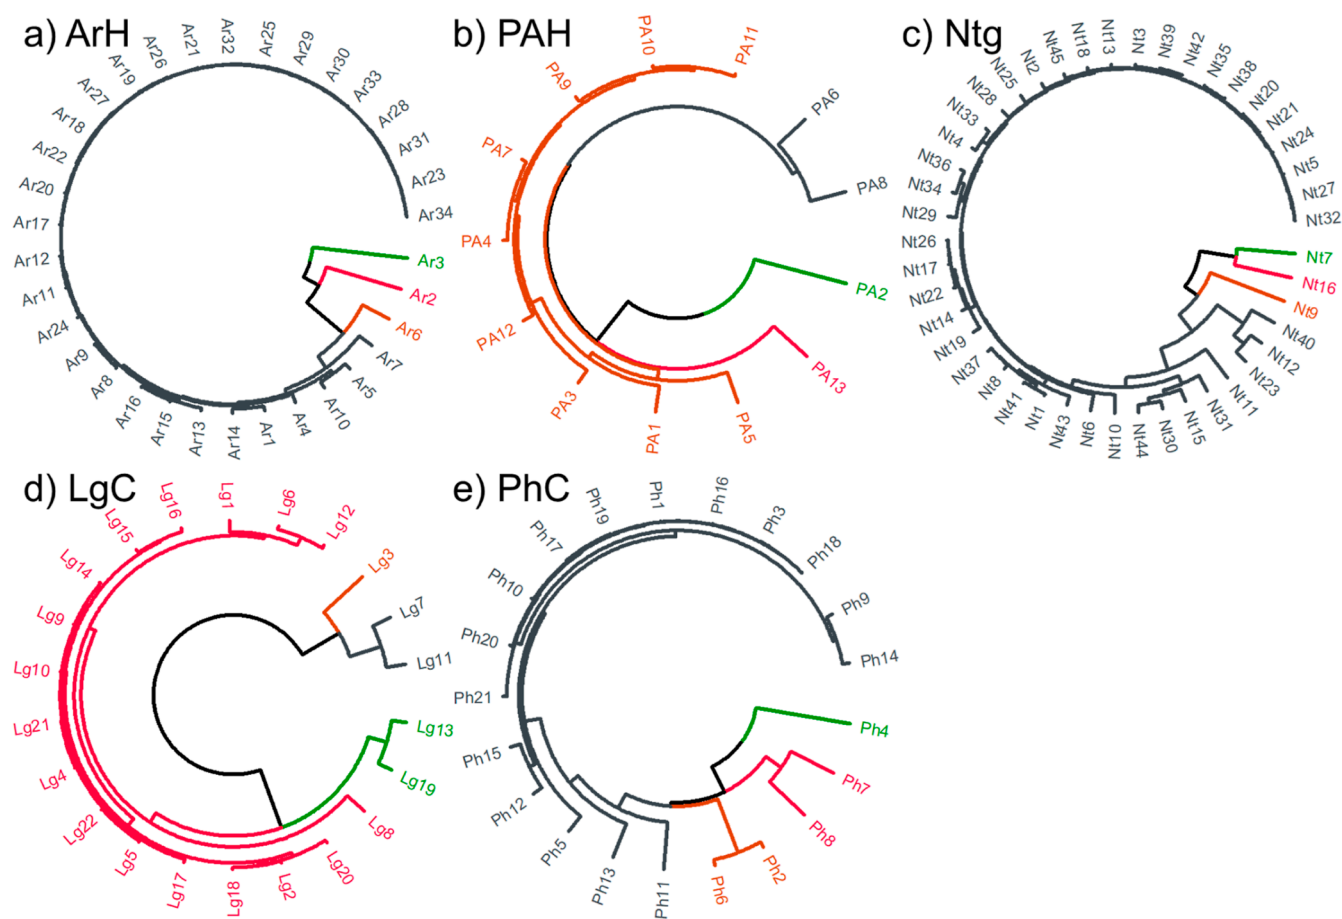 a) ArH
Ar34
Ar23
Ar31
Ar28
Ar33
Ar30
Ar29
Ar25
Ar32
Ar21
Ar26
Ar19
Ar27
Ar18
Ar22
Ar20
Ar17
Ar12
Ar11
Ar24
Ar9
Ar8
Ar16
Ar15
Ar13
Ar14
Ar1
Ar4
Ar10
Ar5
Ar7
Ar6
Ar2
Ar3
b) PAH
PA8
PA6
PA11
PA10
PA9
PA7
PA4
PA12
PA3
PA1
PA5
PA13
PA2
c) Ntg
Nt32
Nt27
Nt5
Nt24
Nt21
Nt20
Nt38
Nt35
Nt42
Nt39
Nt3
Nt13
Nt18
Nt45
Nt2
Nt25
Nt28
Nt33
Nt4
Nt36
Nt34
Nt29
Nt26
Nt17
Nt22
Nt14
Nt19
Nt37
Nt8
Nt41
Nt1
Nt43
Nt6
Nt10
Nt44
Nt30
Nt15
Nt31
Nt11
Nt23
Nt12
Nt40
Nt9
Nt16
Nt7
d) LgC
Lg11
Lg7
Lg3
Lg12
Lg6
Lg1
Lg16
Lg15
Lg14
Lg9
Lg10
Lg21
Lg4
Lg22
Lg5
Lg17
Lg18
Lg2
Lg20
Lg8
Lg19
Lg13
e) PhC
Ph14
Ph9
Ph18
Ph3
Ph16
Ph1
Ph19
Ph17
Ph10
Ph20
Ph21
Ph15
Ph12
Ph5
Ph13
Ph11
Ph6
Ph2
Ph8
Ph7
Ph4